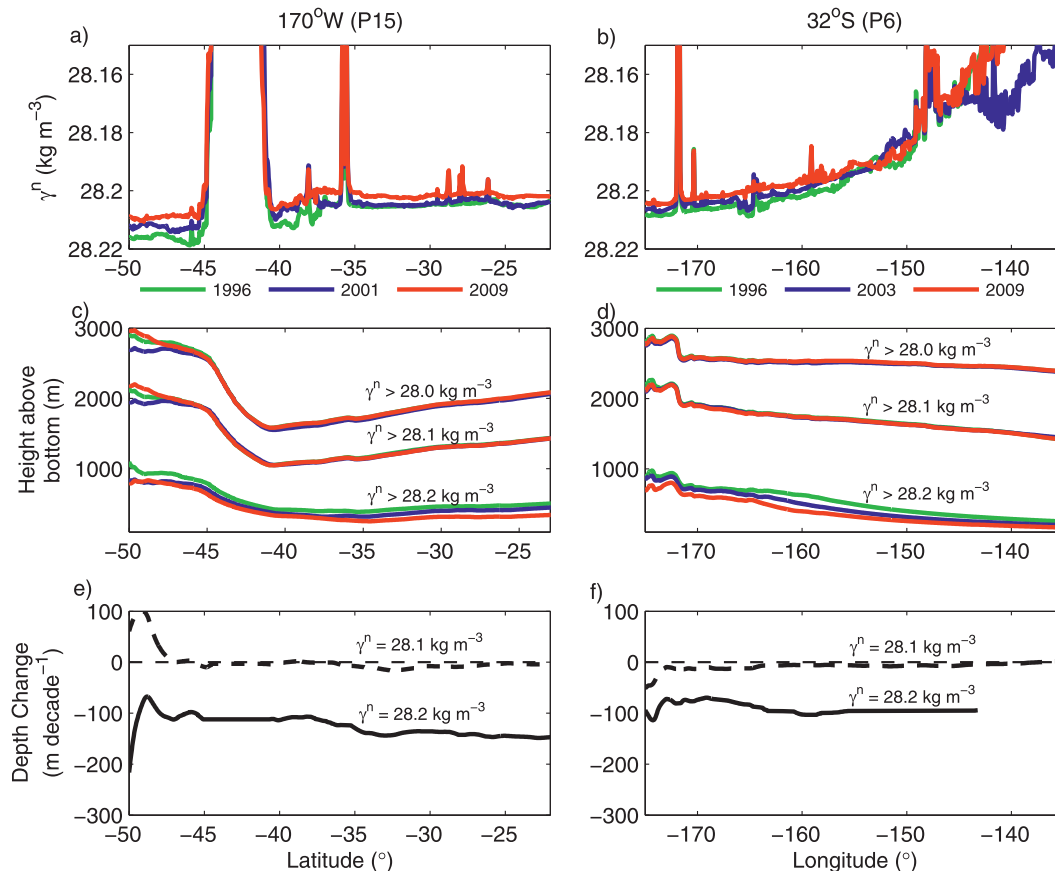 170°W (P15)
32°S (P6)
a)
b)
28.16
28.18
28.2
28.22
γⁿ (kg m⁻³)
−50 −45 −40 −35 −30 −25
28.16
28.18
28.2
28.22
−170 −160 −150 −140
1996 2001 2009
1996 2003 2009
c)
d)
3000
2000
1000
Height above
bottom (m)
γⁿ > 28.0 kg m⁻³
γⁿ > 28.1 kg m⁻³
γⁿ > 28.2 kg m⁻³
−50 −45 −40 −35 −30 −25
3000
2000
1000
γⁿ > 28.0 kg m⁻³
γⁿ > 28.1 kg m⁻³
γⁿ > 28.2 kg m⁻³
−170 −160 −150 −140
e)
f)
100
0
−100
−200
−300
Depth Change
(m decade⁻¹)
γⁿ = 28.1 kg m⁻³
γⁿ = 28.2 kg m⁻³
−50 −45 −40 −35 −30 −25
Latitude (°)
100
0
−100
−200
−300
γⁿ = 28.1 kg m⁻³
γⁿ = 28.2 kg m⁻³
−170 −160 −150 −140
Longitude (°)